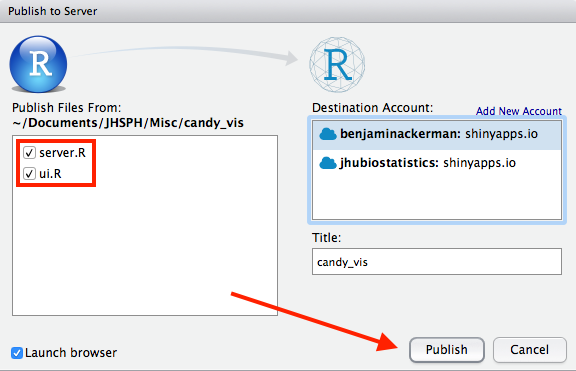 Publish to Server
R
R
Publish Files From:
~/Documents/JHSPH/Misc/candy_vis
server.R
ui.R
Destination Account:
Add New Account
benjaminackerman: shinyapps.io
jhubiostatistics: shinyapps.io
Title:
candy_vis
Launch browser
Publish
Cancel